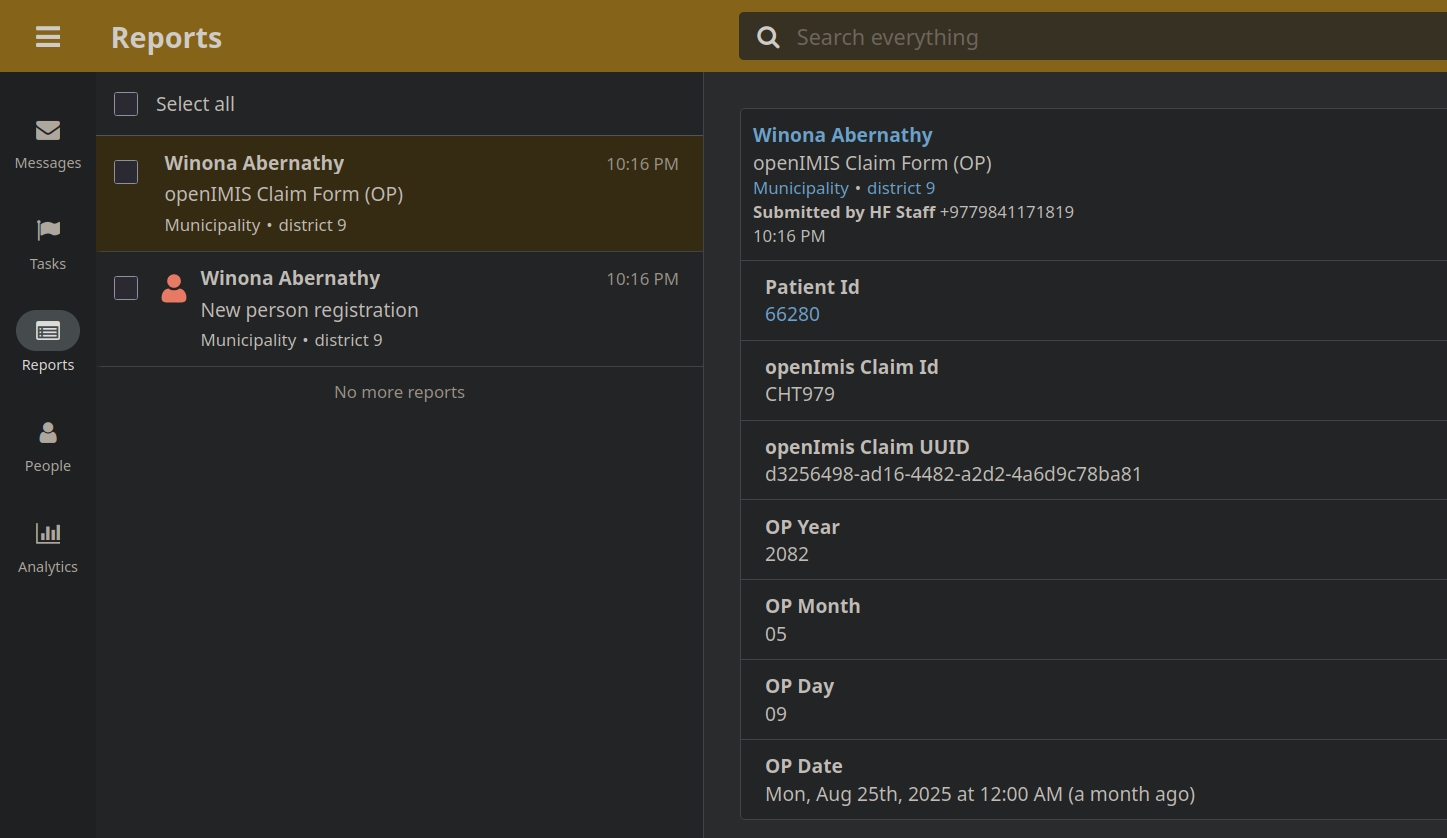 Reports
Search everything
Messages
Tasks
Reports
People
Analytics
Select all
Winona Abernathy
10:16 PM
openIMIS Claim Form (OP)
Municipality • district 9
Winona Abernathy
10:16 PM
New person registration
Municipality • district 9
No more reports
Winona Abernathy
openIMIS Claim Form (OP)
Municipality • district 9
Submitted by HF Staff +9779841171819
10:16 PM
Patient Id
66280
openImis Claim Id
CHT979
openImis Claim UUID
d3256498-ad16-4482-a2d2-4a6d9c78ba81
OP Year
2082
OP Month
05
OP Day
09
OP Date
Mon, Aug 25th, 2025 at 12:00 AM (a month ago)